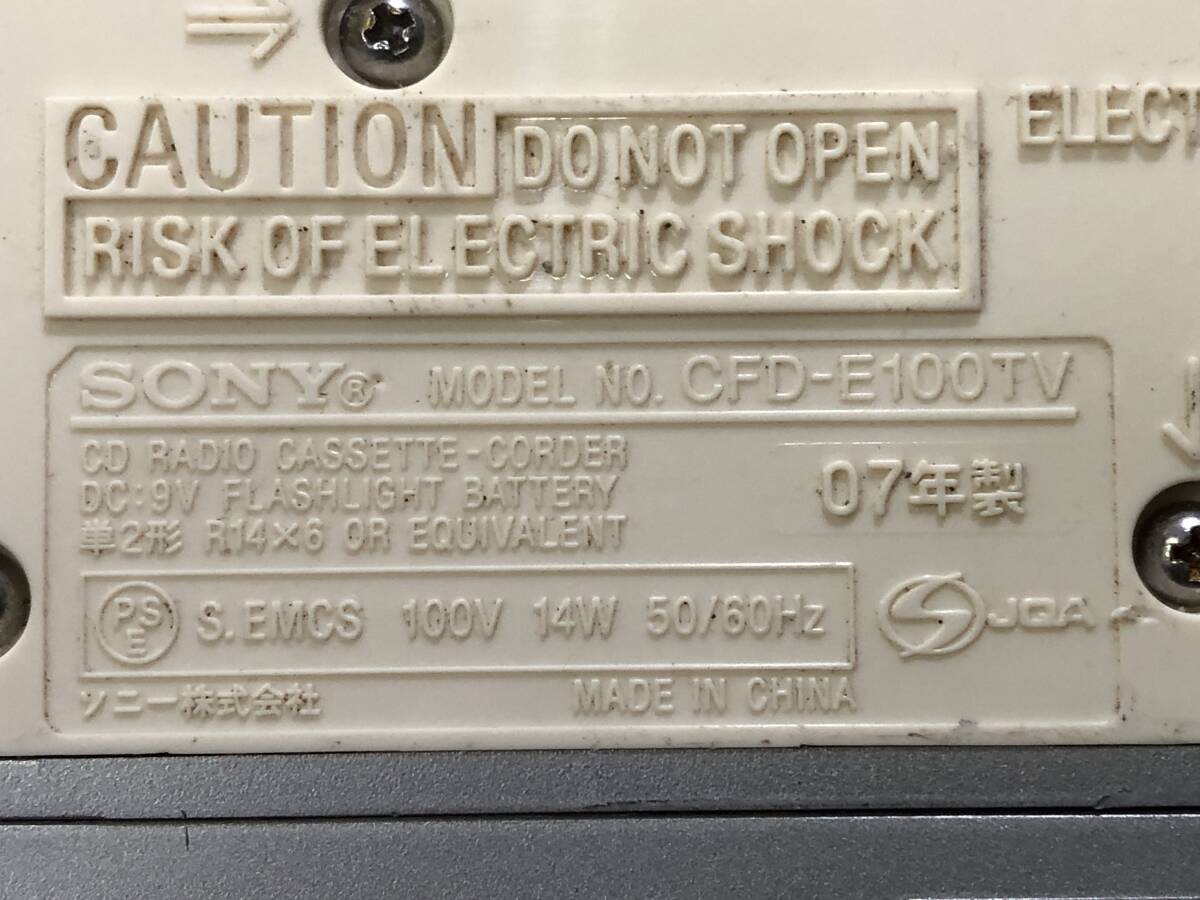 CAUTION DO NOT OPEN
RISK OF ELECTRIC SHOCK
ELECT
SONY® MODEL NO. CFD-E100TV
CD RADIO CASSETTE-CORDER
DC:9V FLASHLIGHT BATTERY
単2形 R14×6 OR EQUIVALENT
07年製
PSE S.EMCS 100V 14W 50/60Hz
JQA
ソニー株式会社 MADE IN CHINA